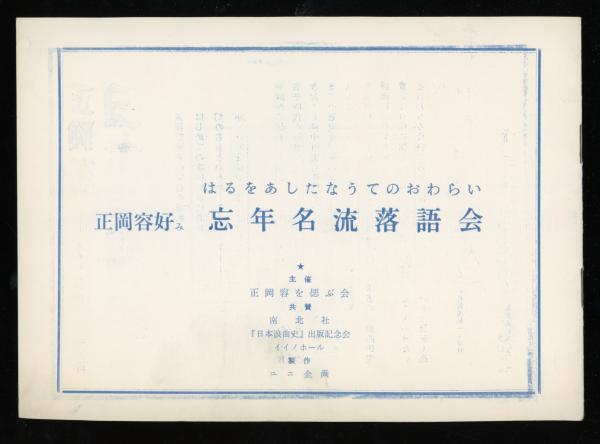 はるをあしたなうてのおわらい
正岡容好み 忘年名流落語会
★
主催
正岡容を偲ぶ会
共賛
南北社
『日本浪曲史』出版記念会
イイノホール
製作
ユニ企画